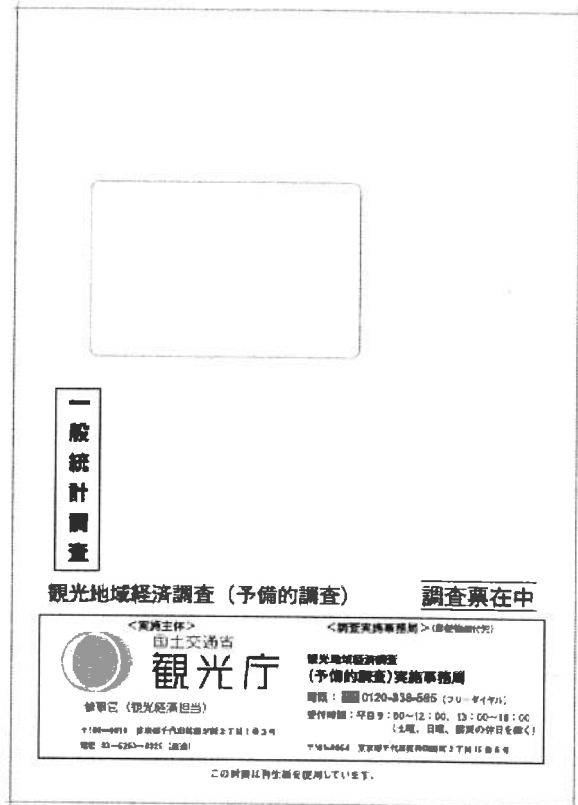 一般統計調査
観光地域経済調査（予備的調査）
調査票在中
＜実施主体＞
国土交通省
観光庁
参事官（観光経済担当）
＜調査実施事務局＞
観光地域経済調査
(予備的調査)実施事務局
電話： 0120-838-565 (フリーダイヤル)
受付時間：平日9：00～12：00、13：00～18：00
(土曜、日曜、祝日の休日を除く)
この封筒は再生紙を使用しています。